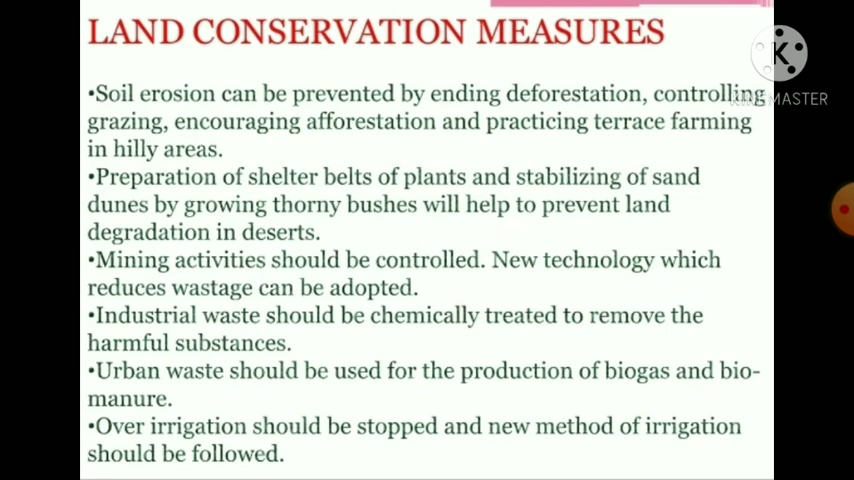 LAND CONSERVATION MEASURES
•Soil erosion can be prevented by ending deforestation, controlling
grazing, encouraging afforestation and practicing terrace farming
in hilly areas.
•Preparation of shelter belts of plants and stabilizing of sand
dunes by growing thorny bushes will help to prevent land
degradation in deserts.
•Mining activities should be controlled. New technology which
reduces wastage can be adopted.
•Industrial waste should be chemically treated to remove the
harmful substances.
•Urban waste should be used for the production of biogas and bio-
manure.
•Over irrigation should be stopped and new method of irrigation
should be followed.
K
KINEMASTER